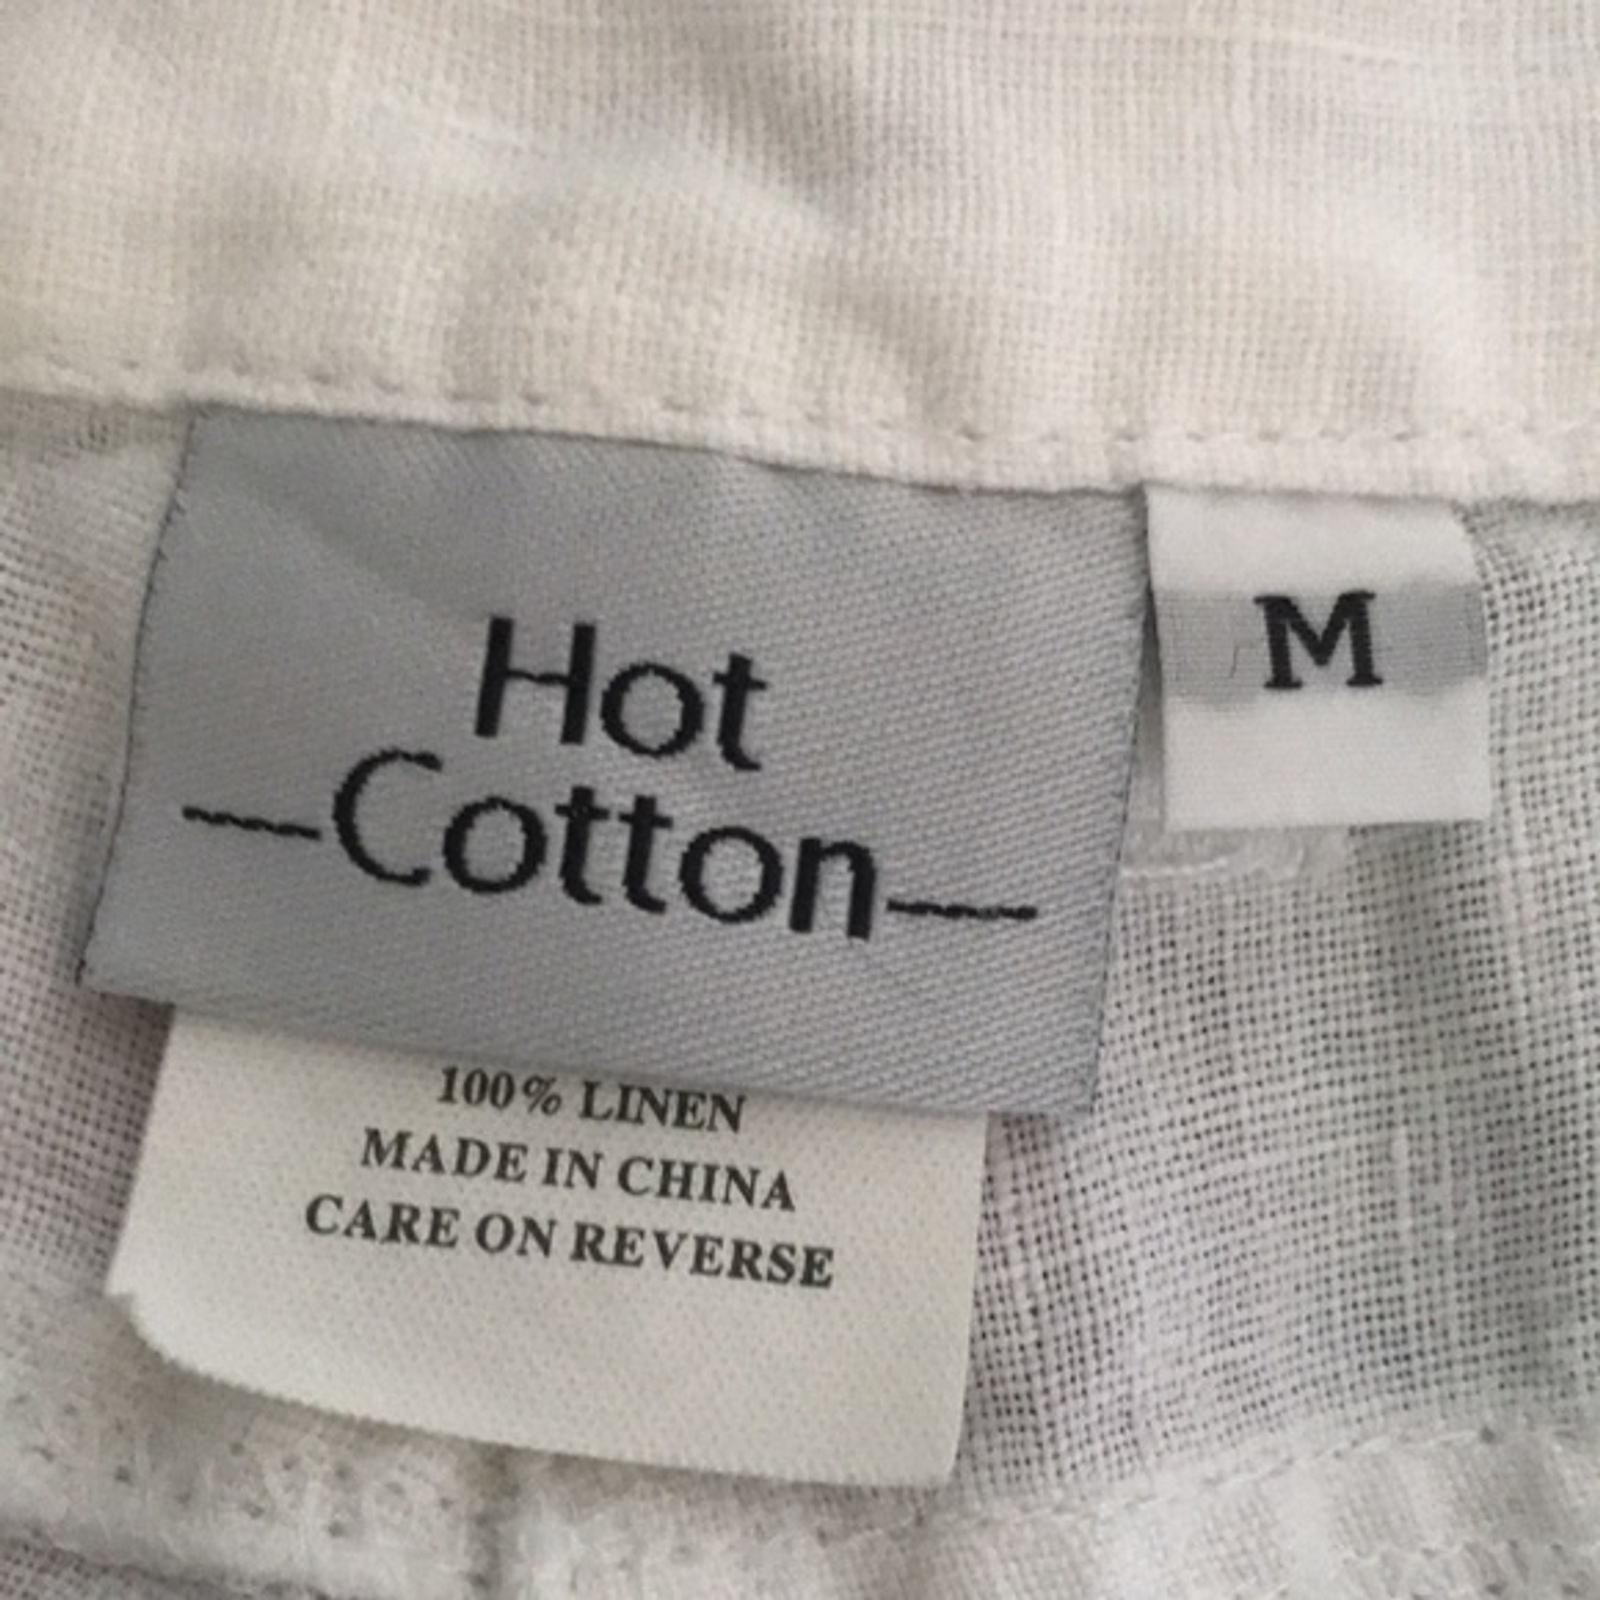 Hot
—Cotton—
M
100% LINEN
MADE IN CHINA
CARE ON REVERSE